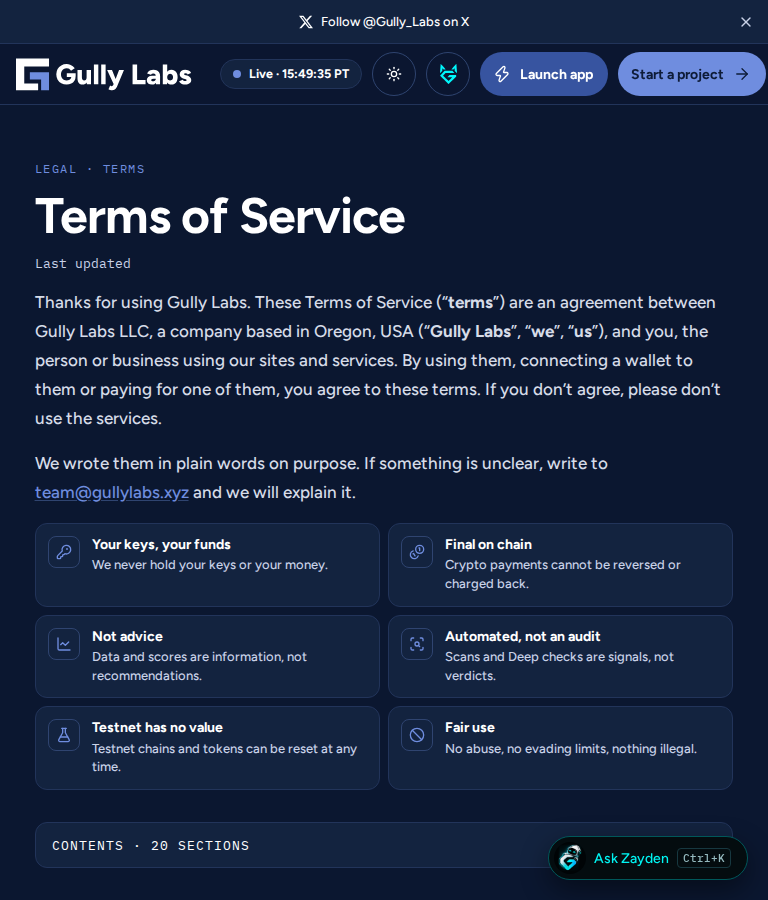 Follow @Gully_Labs on X
Gully Labs
Live · 15:49:35 PT
Launch app
Start a project
LEGAL · TERMS
Terms of Service
Last updated
Thanks for using Gully Labs. These Terms of Service (“terms”) are an agreement between
Gully Labs LLC, a company based in Oregon, USA (“Gully Labs”, “we”, “us”), and you, the
person or business using our sites and services. By using them, connecting a wallet to
them or paying for one of them, you agree to these terms. If you don’t agree, please don’t
use the services.
We wrote them in plain words on purpose. If something is unclear, write to
team@gullylabs.xyz and we will explain it.
Your keys, your funds
We never hold your keys or your money.
Final on chain
Crypto payments cannot be reversed or
charged back.
Not advice
Data and scores are information, not
recommendations.
Automated, not an audit
Scans and Deep checks are signals, not
verdicts.
Testnet has no value
Testnet chains and tokens can be reset at any
time.
Fair use
No abuse, no evading limits, nothing illegal.
CONTENTS · 20 SECTIONS
Ask Zayden Ctrl+K